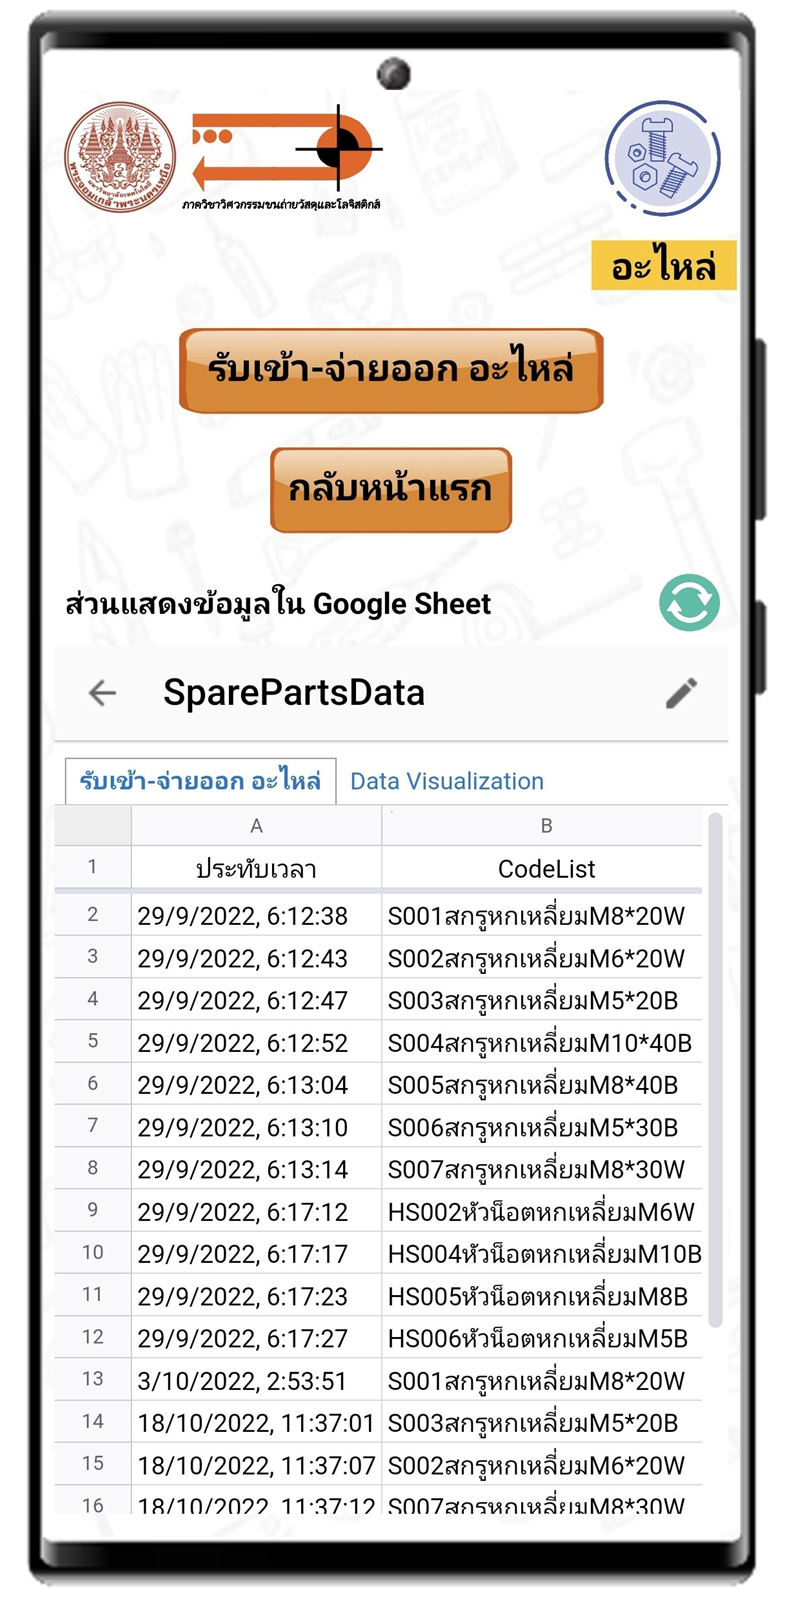 พระจอมเกล้าพระนครเหนือ
ภาควิชาวิศวกรรมขนถ่ายวัสดุและโลจิสติกส์
อะไหล่
รับเข้า-จ่ายออก อะไหล่
กลับหน้าแรก
ส่วนแสดงข้อมูลใน Google Sheet
SparePartsData
รับเข้า-จ่ายออก อะไหล่ Data Visualization
A B
1 ประทับเวลา CodeList
2 29/9/2022, 6:12:38 S001สกรูหกเหลี่ยมM8*20W
3 29/9/2022, 6:12:43 S002สกรูหกเหลี่ยมM6*20W
4 29/9/2022, 6:12:47 S003สกรูหกเหลี่ยมM5*20B
5 29/9/2022, 6:12:52 S004สกรูหกเหลี่ยมM10*40B
6 29/9/2022, 6:13:04 S005สกรูหกเหลี่ยมM8*40B
7 29/9/2022, 6:13:10 S006สกรูหกเหลี่ยมM5*30B
8 29/9/2022, 6:13:14 S007สกรูหกเหลี่ยมM8*30W
9 29/9/2022, 6:17:12 HS002หัวน็อตหกเหลี่ยมM6W
10 29/9/2022, 6:17:17 HS004หัวน็อตหกเหลี่ยมM10B
11 29/9/2022, 6:17:23 HS005หัวน็อตหกเหลี่ยมM8B
12 29/9/2022, 6:17:27 HS006หัวน็อตหกเหลี่ยมM5B
13 3/10/2022, 2:53:51 S001สกรูหกเหลี่ยมM8*20W
14 18/10/2022, 11:37:01 S003สกรูหกเหลี่ยมM5*20B
15 18/10/2022, 11:37:07 S002สกรูหกเหลี่ยมM6*20W
16 18/10/2022, 11:37:12 S007สกรูหกเหลี่ยมM8*30W